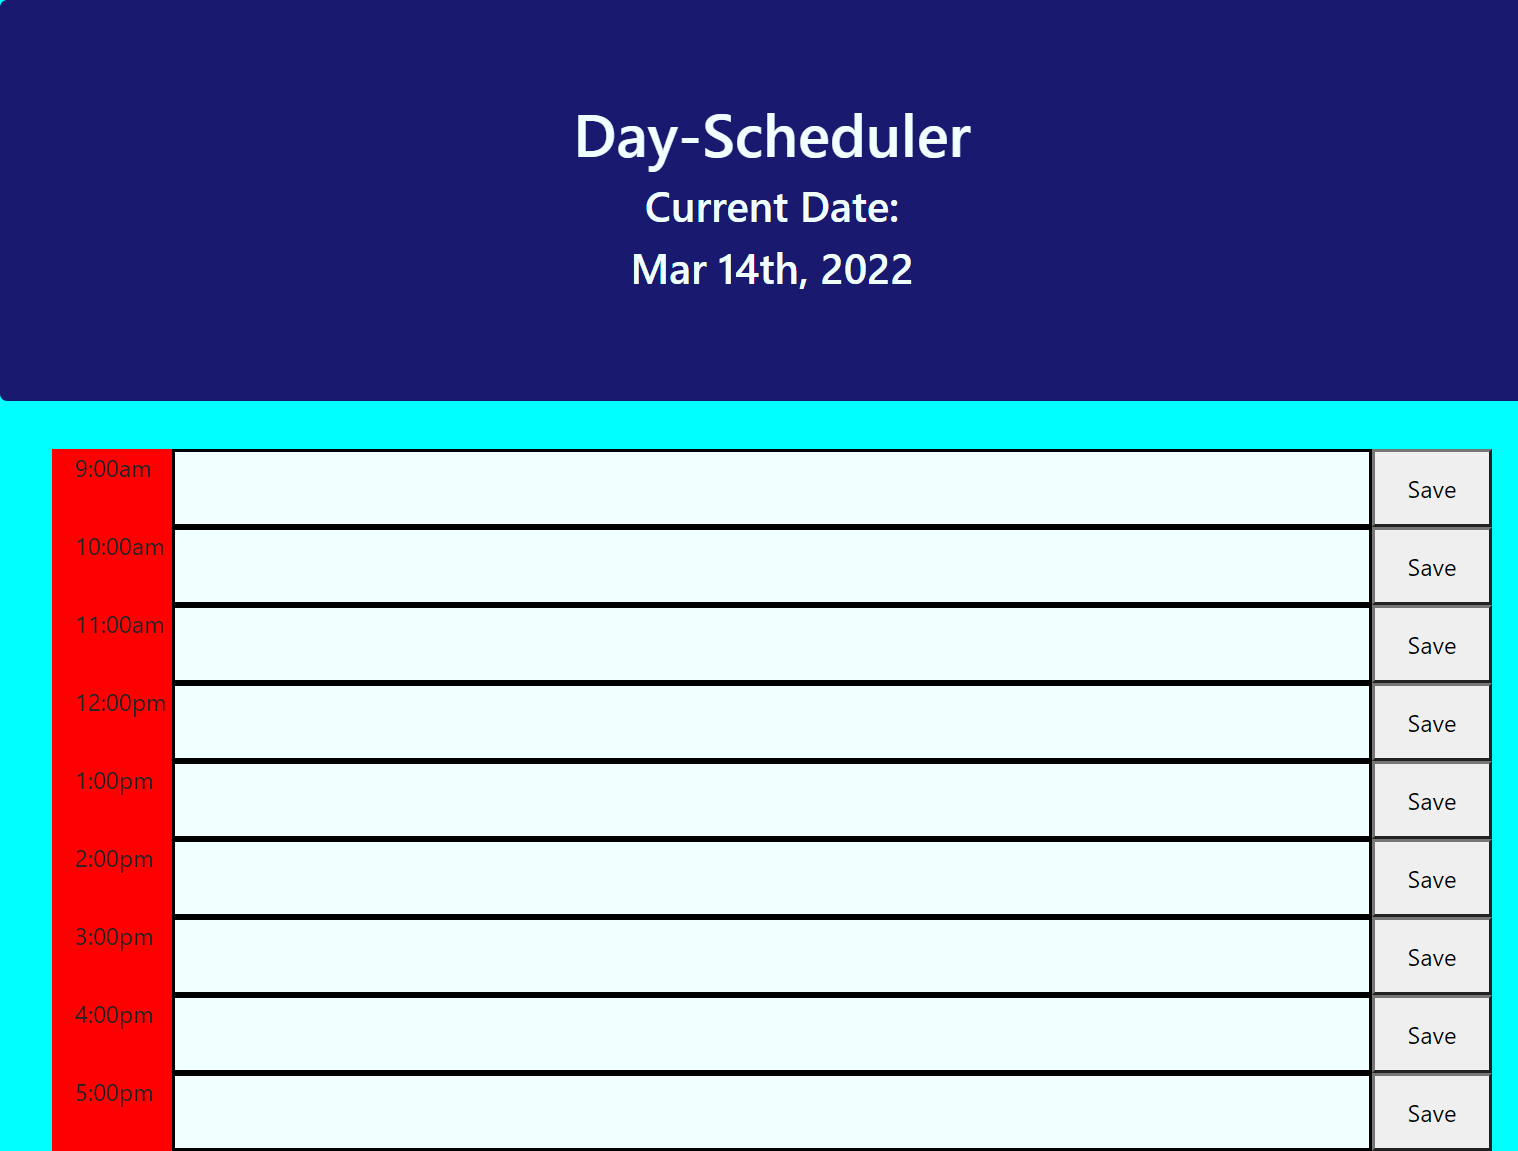 Day-Scheduler
Current Date:
Mar 14th, 2022
9:00am Save
10:00am Save
11:00am Save
12:00pm Save
1:00pm Save
2:00pm Save
3:00pm Save
4:00pm Save
5:00pm Save